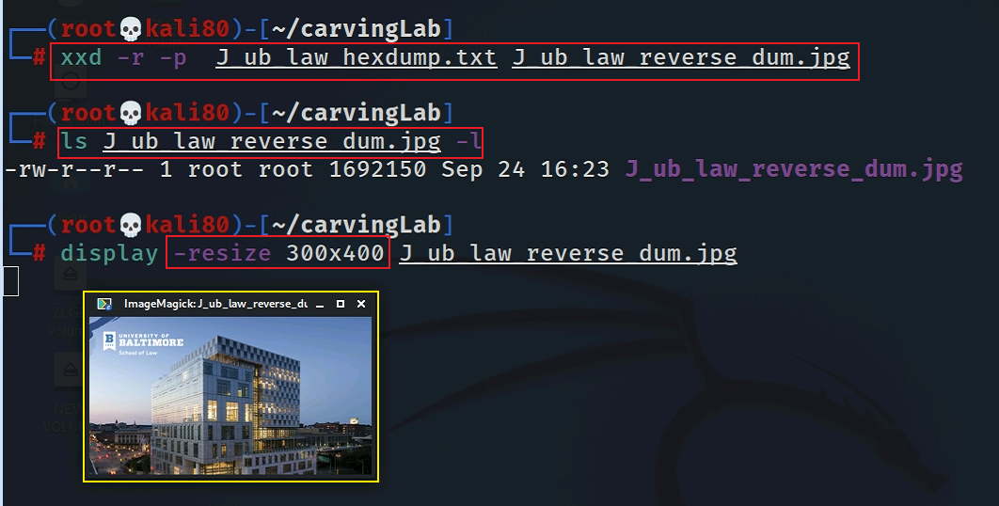 (root💀kali80)-[~/carvingLab]
# xxd -r -p  J_ub_law_hexdump.txt J_ub_law_reverse_dum.jpg
(root💀kali80)-[~/carvingLab]
# ls J_ub_law_reverse_dum.jpg -l
-rw-r--r-- 1 root root 1692150 Sep 24 16:23 J_ub_law_reverse_dum.jpg
(root💀kali80)-[~/carvingLab]
# display -resize 300x400 J_ub_law_reverse_dum.jpg
ImageMagick: J_ub_law_reverse_du
UNIVERSITY OF
B BALTIMORE
School of Law